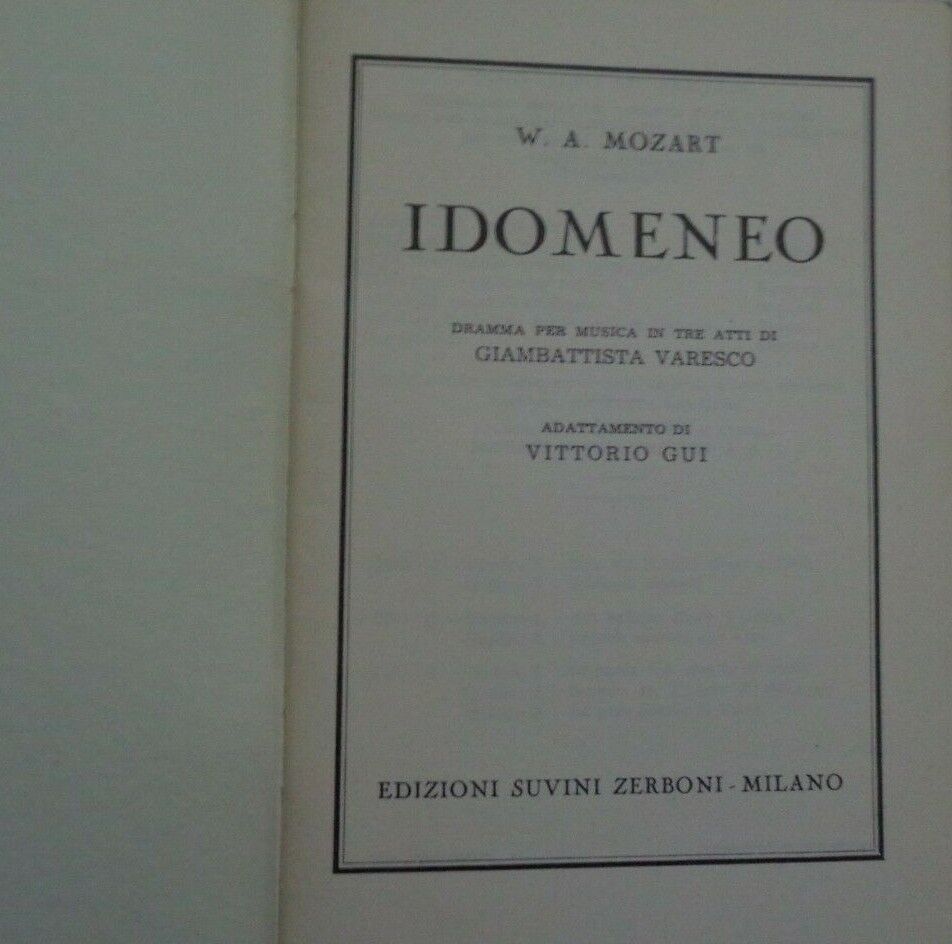 W. A. MOZART
IDOMENEO
DRAMMA PER MUSICA IN TRE ATTI DI
GIAMBATTISTA VARESCO
ADATTAMENTO DI
VITTORIO GUI
EDIZIONI SUVINI ZERBONI - MILANO